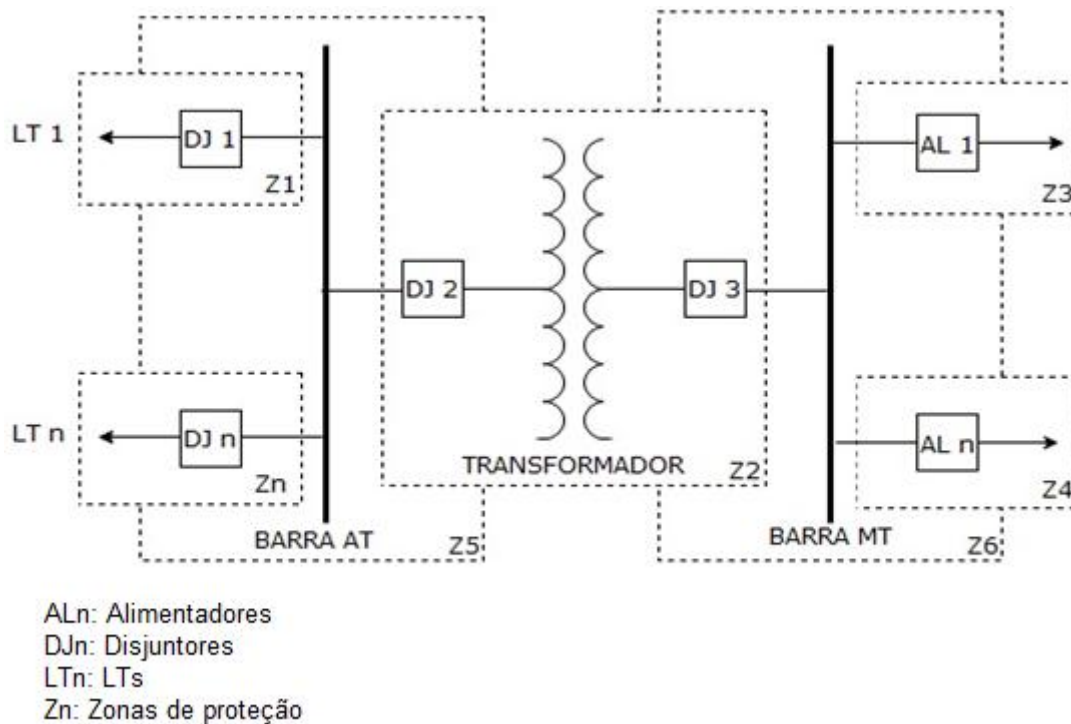 LT 1
DJ 1
Z1
DJ 2
DJ 3
AL 1
Z3
LT n
DJ n
Zn
TRANSFORMADOR
Z2
AL n
Z4
BARRA AT
Z5
BARRA MT
Z6
ALn: Alimentadores
DJn: Disjuntores
LTn: LTs
Zn: Zonas de proteção